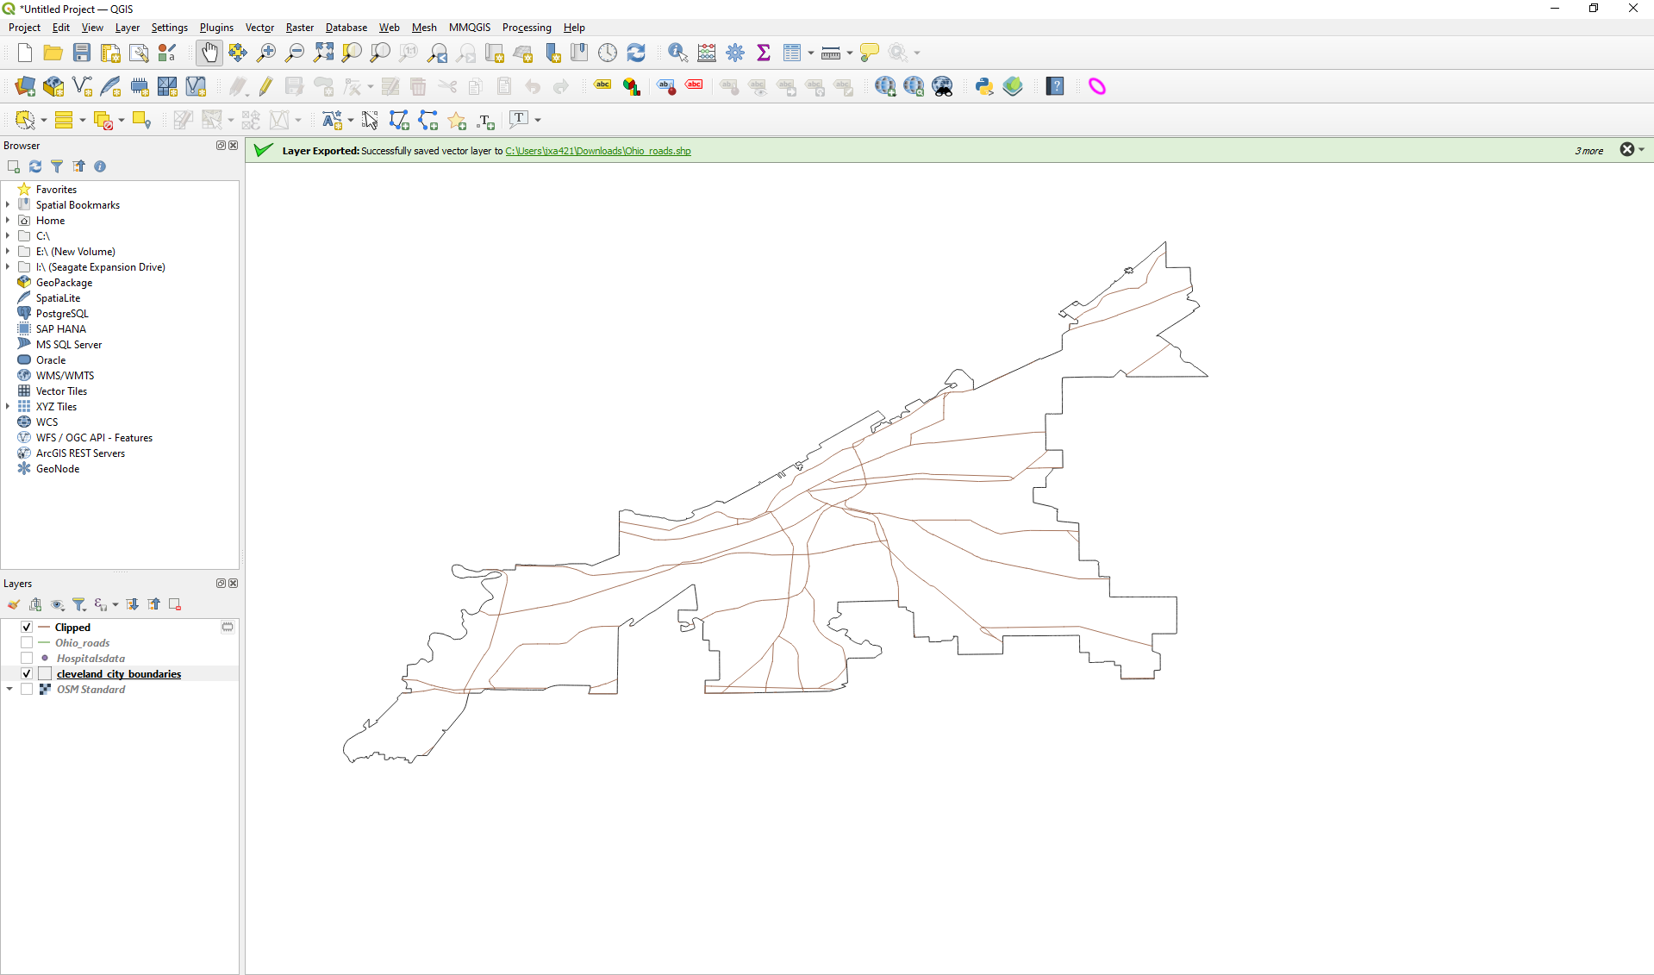 *Untitled Project — QGIS
Project Edit View Layer Settings Plugins Vector Raster Database Web Mesh MMQGIS Processing Help
Browser
Layer Exported: Successfully saved vector layer to C:\Users\jxa421\Downloads\Ohio_roads.shp 3 more
Favorites
Spatial Bookmarks
Home
C:\
E:\ (New Volume)
I:\ (Seagate Expansion Drive)
GeoPackage
SpatiaLite
PostgreSQL
SAP HANA
MS SQL Server
Oracle
WMS/WMTS
Vector Tiles
XYZ Tiles
WCS
WFS / OGC API - Features
ArcGIS REST Servers
GeoNode
Layers
Clipped
Ohio_roads
Hospitalsdata
cleveland_city_boundaries
OSM Standard